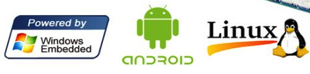 Powered by
Windows
Embedded
ANDROID
Linux